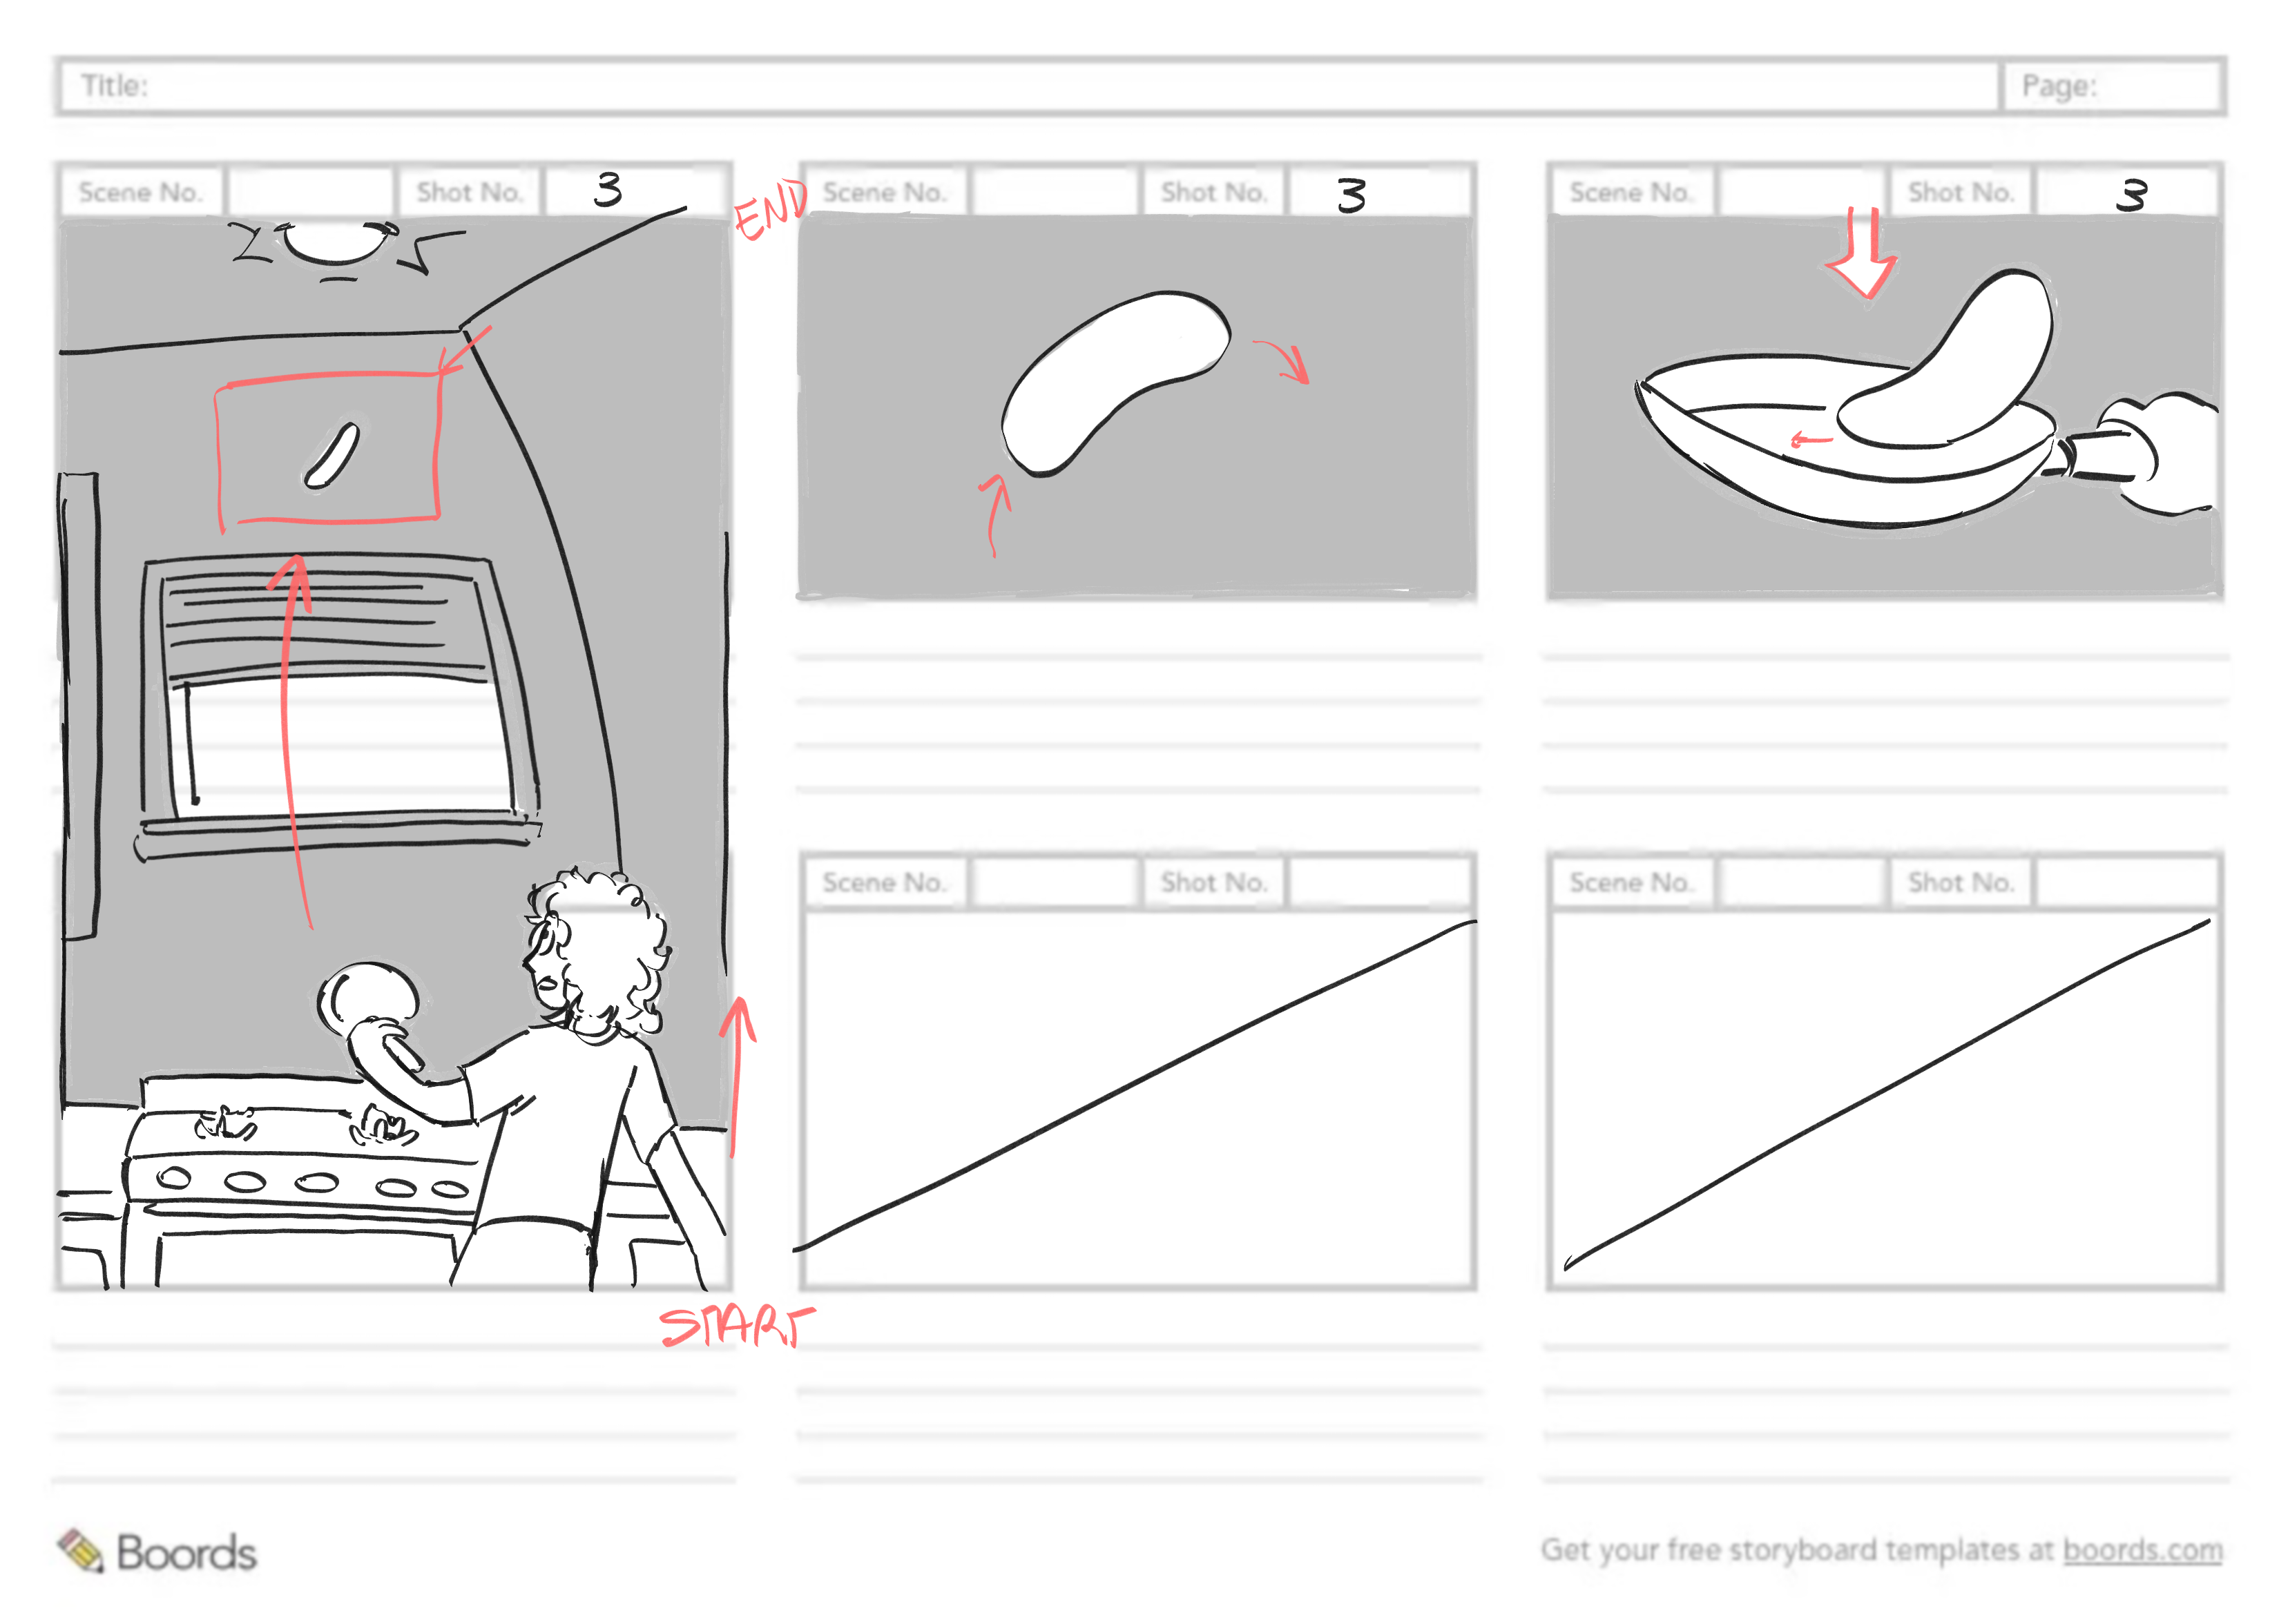 Title:
Page:
Scene No. Shot No. 3
END
Scene No. Shot No. 3
Scene No. Shot No. 3
Scene No. Shot No.
Scene No. Shot No.
START
Boords
Get your free storyboard templates at boords.com